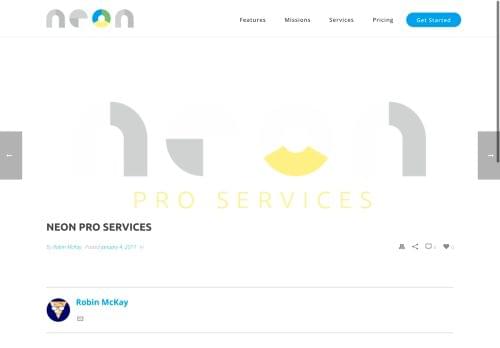 neon
Features Missions Services Pricing Get Started
neon
PRO SERVICES
NEON PRO SERVICES
By Robin McKay Posted January 4, 2017 In
0 0
Robin McKay